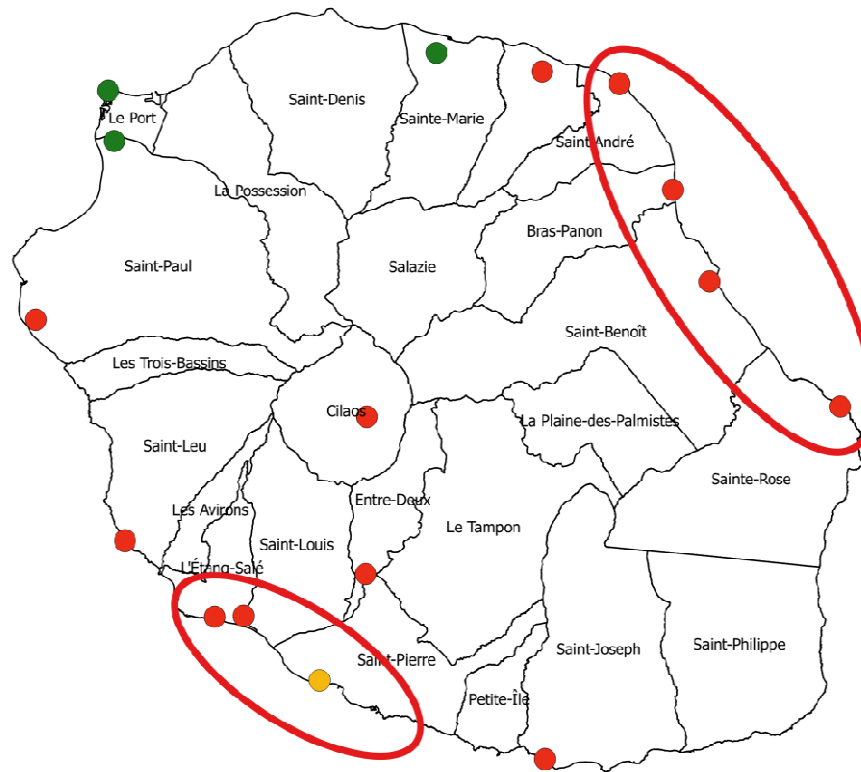 Saint-Denis
Le Port
Sainte-Marie
Saint-André
La Possession
Bras-Panon
Saint-Paul
Salazie
Saint-Benoît
Les Trois-Bassins
Cilaos
La Plaine-des-Palmistes
Saint-Leu
Sainte-Rose
Entre-Deux
Les Avirons
Le Tampon
Saint-Louis
L'Étang-Salé
Saint-Philippe
Saint-Joseph
Saint-Pierre
Petite-Île